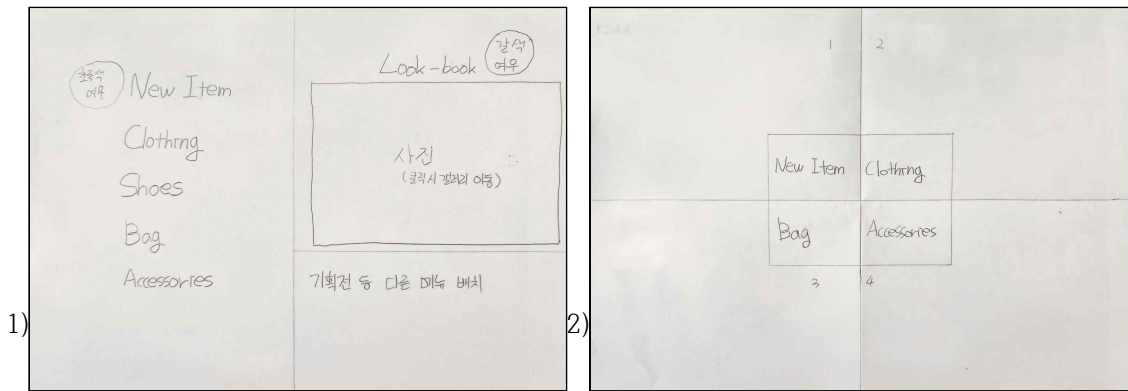 1)
초록색
여우
New Item
Clothing
Shoes
Bag
Accessories
Look-book
갈색
여우
사진
(클릭시 갤러리 이동)
기획전 등 다른 메뉴 배치
2)
1 2
New Item Clothing
Bag Accessories
3 4